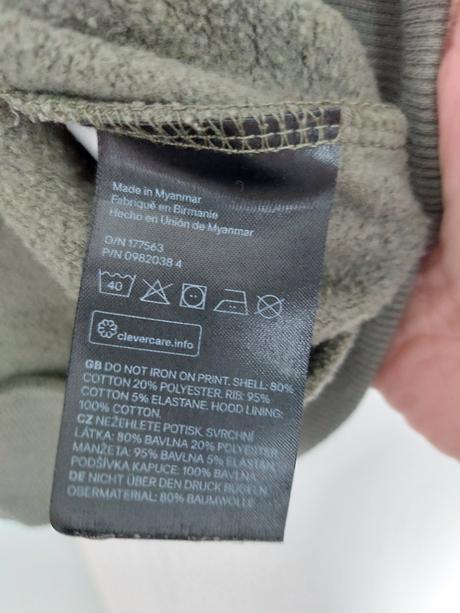 Made in Myanmar
Fabriqué en Birmanie
Hecho en Unión de Myanmar
O/N 177563
P/N 0982038 4
40
clevercare.info
GB DO NOT IRON ON PRINT. SHELL: 80%
COTTON 20% POLYESTER. RIB: 95%
COTTON 5% ELASTANE. HOOD LINING:
100% COTTON.
CZ NEŽEHLETE POTISK. SVRCHNÍ
LÁTKA: 80% BAVLNA 20% POLYESTER.
MANŽETA: 95% BAVLNA 5% ELASTAN.
PODŠÍVKA KAPUCE: 100% BAVLNA.
DE NICHT ÜBER DEN DRUCK BÜGELN.
OBERMATERIAL: 80% BAUMWOLLE